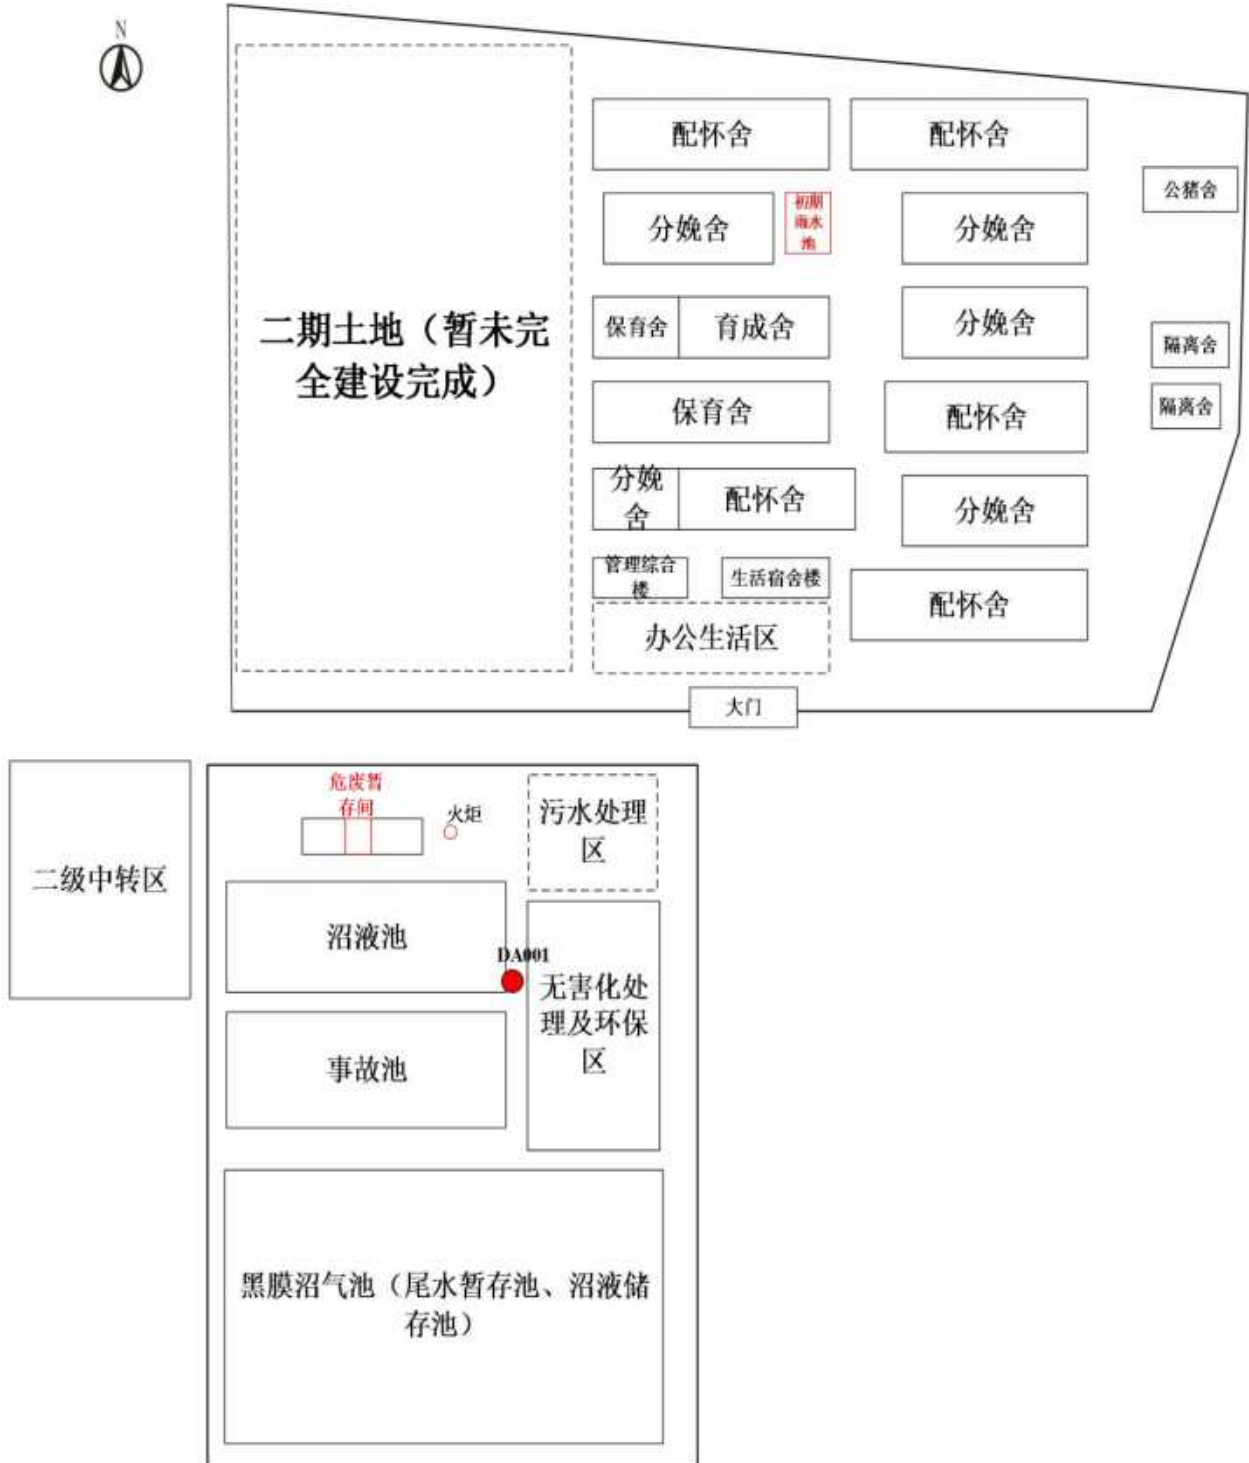 N
配怀舍
配怀舍
公猪舍
分娩舍
初期
雨水
池
分娩舍
二期土地（暂未完
全建设完成）
保育舍
育成舍
分娩舍
隔离舍
保育舍
配怀舍
隔离舍
分娩
舍
配怀舍
分娩舍
管理综合
楼
生活宿舍楼
配怀舍
办公生活区
大门
危废暂
存间
火炬
污水处理
区
二级中转区
沼液池
DA001
无害化处
理及环保
区
事故池
黑膜沼气池（尾水暂存池、沼液储
存池）